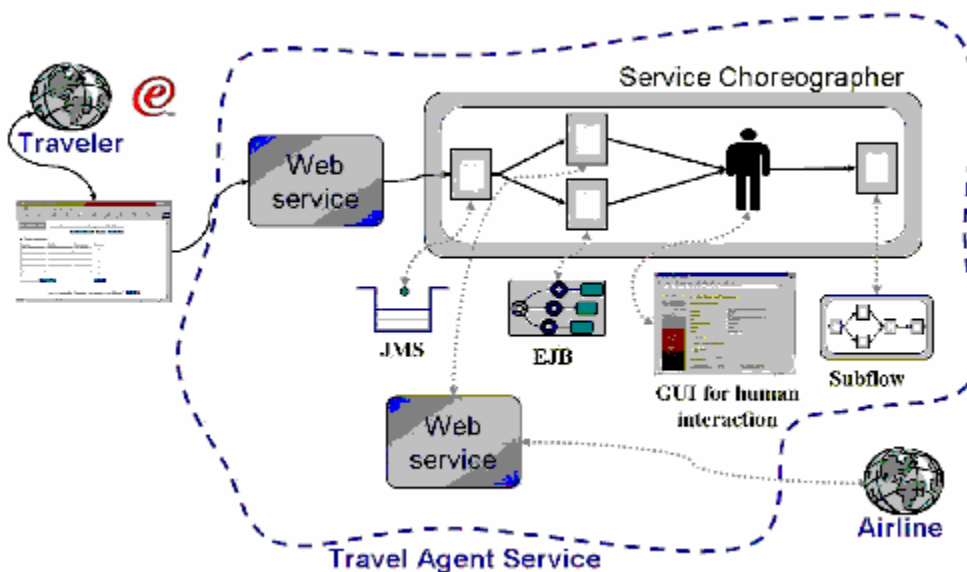 Service Choreographer
e
Traveler
Web
service
JMS
EJB
GUI for human
interaction
Subflow
Web
service
Airline
Travel Agent Service